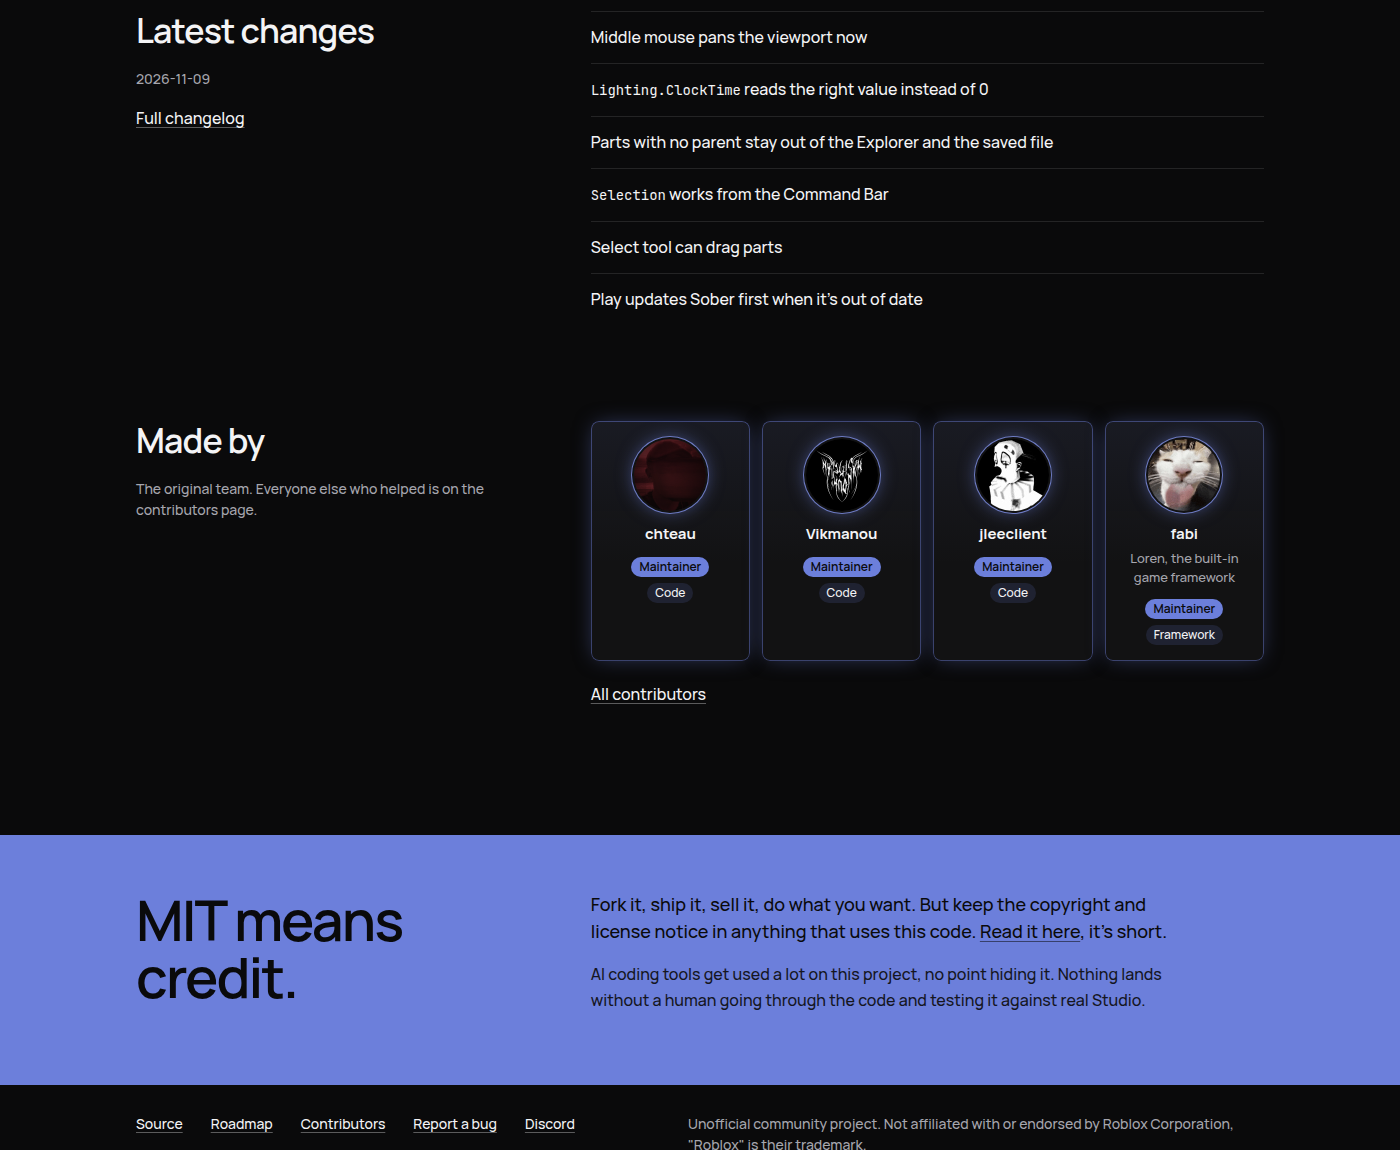 Latest changes
2026-11-09
Full changelog
Middle mouse pans the viewport now
Lighting.ClockTime reads the right value instead of 0
Parts with no parent stay out of the Explorer and the saved file
Selection works from the Command Bar
Select tool can drag parts
Play updates Sober first when it's out of date
Made by
The original team. Everyone else who helped is on the
contributors page.
chteau
Maintainer
Code
Vikmanou
Maintainer
Code
jleeclient
Maintainer
Code
fabi
Loren, the built-in
game framework
Maintainer
Framework
All contributors
MIT means
credit.
Fork it, ship it, sell it, do what you want. But keep the copyright and
license notice in anything that uses this code. Read it here, it's short.
AI coding tools get used a lot on this project, no point hiding it. Nothing lands
without a human going through the code and testing it against real Studio.
Source Roadmap Contributors Report a bug Discord
Unofficial community project. Not affiliated with or endorsed by Roblox Corporation,
"Roblox" is their trademark.